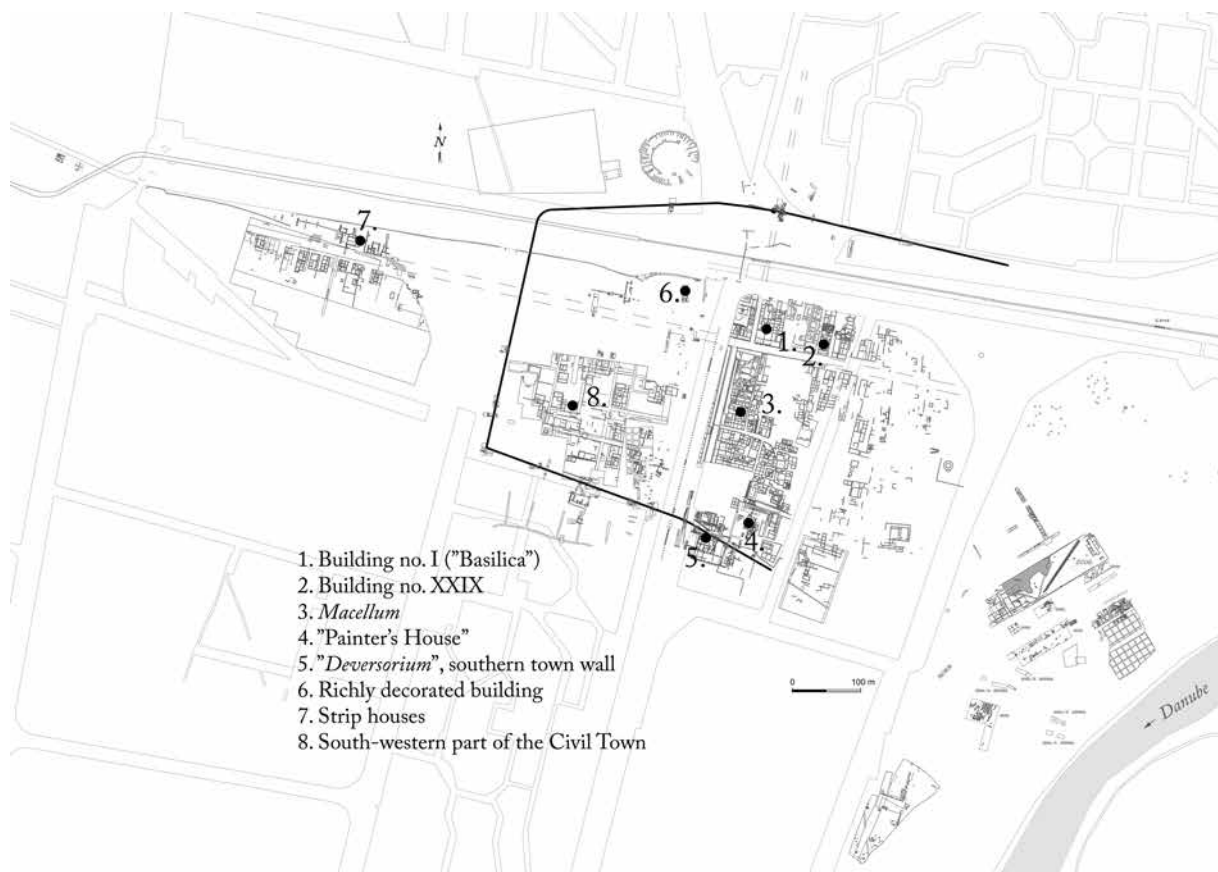 N
7.
6.
1.
2.
3.
8.
4.
5.
1. Building no. I ("Basilica")
2. Building no. XXIX
3. Macellum
4. "Painter's House"
5. "Deversorium", southern town wall
6. Richly decorated building
7. Strip houses
8. South-western part of the Civil Town
0 100 m
Danube